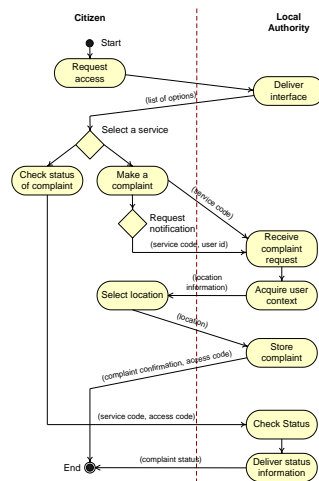 Citizen
Local
Authority
Start
Request
access
Deliver
interface
(list of options)
Select a service
Check status
of complaint
Make a
complaint
(service code)
Request
notification
Receive
complaint
request
(service code, user id)
(location
information)
Select location
Acquire user
context
(location)
Store
complaint
(complaint confirmation, access code)
(service code, access code)
Check Status
End
(complaint status)
Deliver status
information